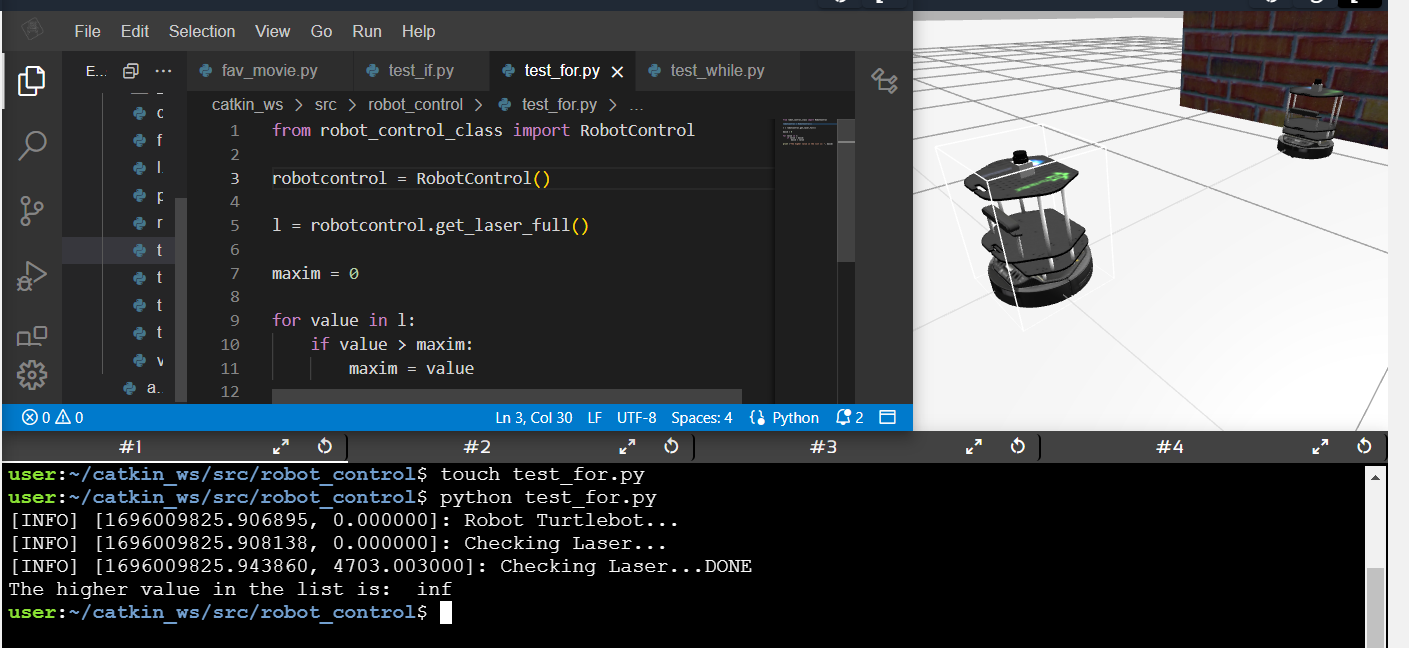 File Edit Selection View Go Run Help
E... ... fav_movie.py test_if.py test_for.py test_while.py
catkin_ws > src > robot_control > test_for.py > ...
1 from robot_control_class import RobotControl
2
3 robotcontrol = RobotControl()
4
5 l = robotcontrol.get_laser_full()
6
7 maxim = 0
8
9 for value in l:
10 if value > maxim:
11 maxim = value
12
c
f
l.
p
r
t
t
t
t
v
a..
0 0 Ln 3, Col 30 LF UTF-8 Spaces: 4 Python 2
#1 #2 #3 #4
user:~/catkin_ws/src/robot_control$ touch test_for.py
user:~/catkin_ws/src/robot_control$ python test_for.py
[INFO] [1696009825.906895, 0.000000]: Robot Turtlebot...
[INFO] [1696009825.908138, 0.000000]: Checking Laser...
[INFO] [1696009825.943860, 4703.003000]: Checking Laser...DONE
The higher value in the list is:  inf
user:~/catkin_ws/src/robot_control$